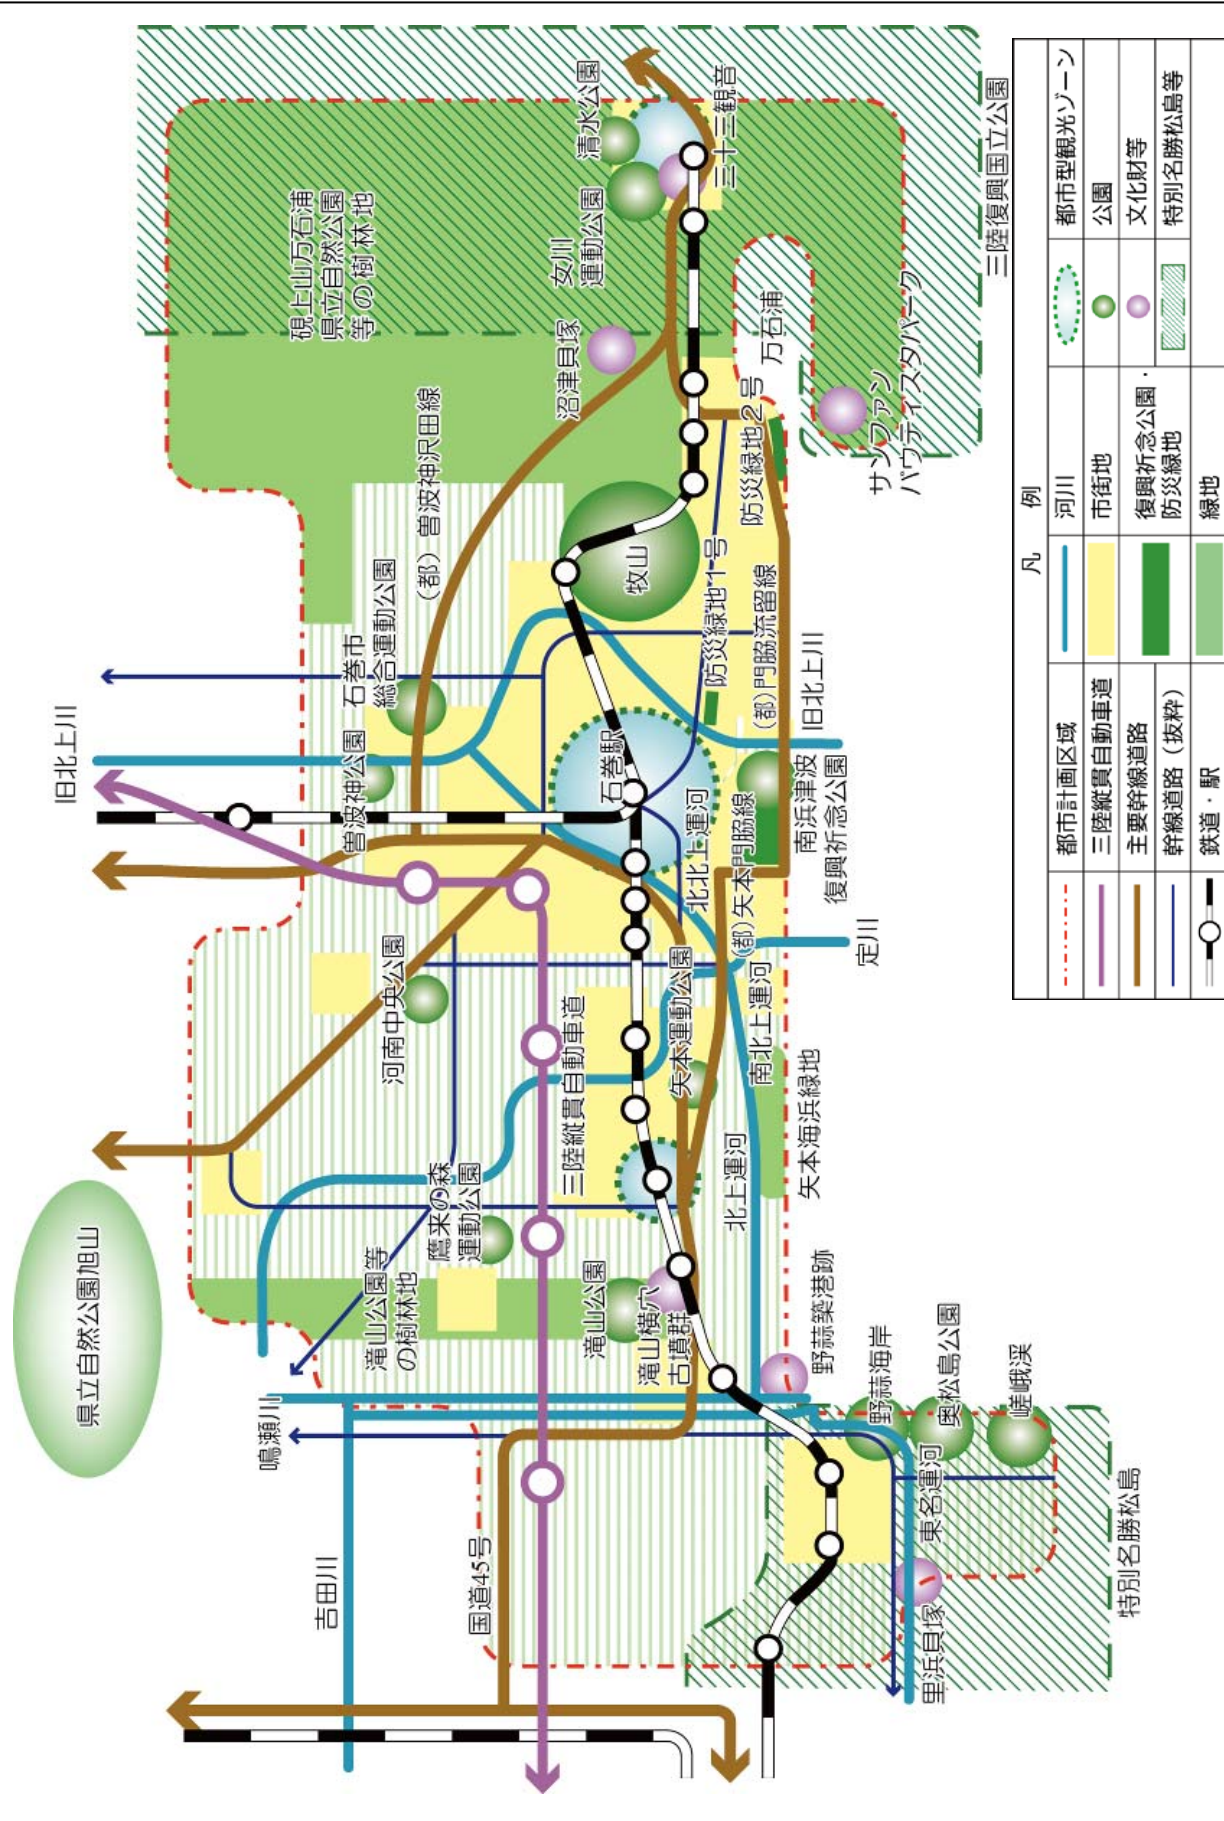 県立自然公園旭山
旧北上川
硯上山万石浦
県立自然公園
等の樹林地
清水公園
女川
運動公園
三十三観音
沼津貝塚
万石浦
三陸復興国立公園
サンファン
バウティスタパーク
(都)曽波神沢田線
石巻市
総合運動公園
曽波神公園
牧山
防災緑地2号
防災緑地1号
(都)門脇流留線
旧北上川
石巻駅
北北上運河
(都)矢本門脇線
南浜津波
復興祈念公園
定川
河南中央公園
三陸縦貫自動車道
矢本運動公園
南北上運河
矢本海浜緑地
北上運河
鷹来の森
運動公園
滝山公園等
の樹林地
滝山公園
滝山横穴
古墳群
野蒜築港跡
野蒜海岸
奥松島公園
嵯峨渓
鳴瀬川
吉田川
国道45号
東名運河
里浜貝塚
特別名勝松島
凡例
都市計画区域
河川
都市型観光ゾーン
三陸縦貫自動車道
市街地
公園
主要幹線道路
復興祈念公園・
防災緑地
文化財等
幹線道路(抜粋)
特別名勝松島等
鉄道・駅
緑地